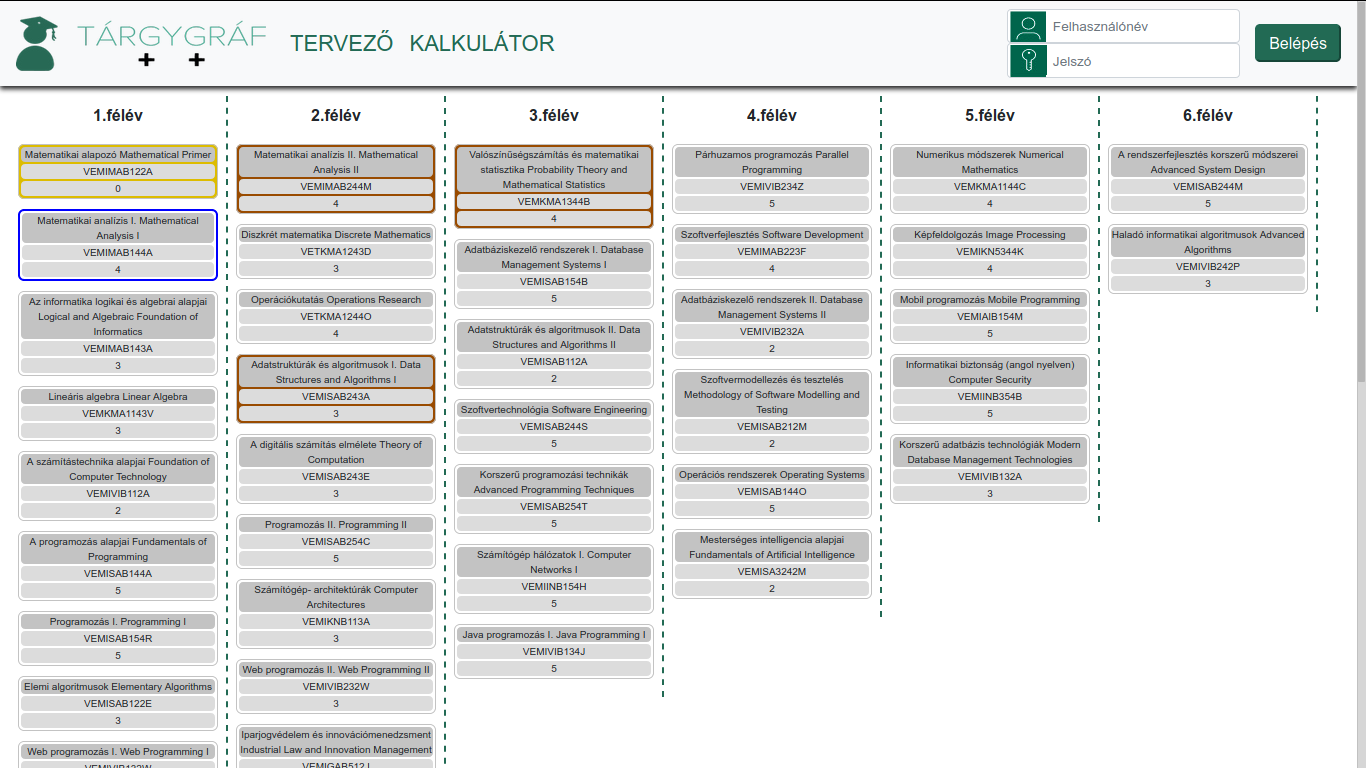 TÁRGYGRÁF
++
TERVEZŐ KALKULÁTOR
Felhasználónév
Jelszó
Belépés
1.félév
Matematikai alapozó Mathematical Primer
VEMIMAB122A
0
Matematikai analízis I. Mathematical
Analysis I
VEMIMAB144A
4
Az informatika logikai és algebrai alapjai
Logical and Algebraic Foundation of
Informatics
VEMIMAB143A
3
Lineáris algebra Linear Algebra
VEMKMA1143V
3
A számítástechnika alapjai Foundation of
Computer Technology
VEMIVIB112A
2
A programozás alapjai Fundamentals of
Programming
VEMISAB144A
5
Programozás I. Programming I
VEMISAB154R
5
Elemi algoritmusok Elementary Algorithms
VEMISAB122E
3
Web programozás I. Web Programming I
VEMIVIB132W
2.félév
Matematikai analízis II. Mathematical
Analysis II
VEMIMAB244M
4
Diszkrét matematika Discrete Mathematics
VETKMA1243D
3
Operációkutatás Operations Research
VETKMA1244O
4
Adatstruktúrák és algoritmusok I. Data
Structures and Algorithms I
VEMISAB243A
3
A digitális számítás elmélete Theory of
Computation
VEMISAB243E
3
Programozás II. Programming II
VEMISAB254C
5
Számítógép- architektúrák Computer
Architectures
VEMIKNB113A
3
Web programozás II. Web Programming II
VEMIVIB232W
3
Iparjogvédelem és innovációmenedzsment
Industrial Law and Innovation Management
VEMIGAB512J
3.félév
Valószínűségszámítás és matematikai
statisztika Probability Theory and
Mathematical Statistics
VEMKMA1344B
4
Adatbáziskezelő rendszerek I. Database
Management Systems I
VEMISAB154B
5
Adatstruktúrák és algoritmusok II. Data
Structures and Algorithms II
VEMISAB112A
2
Szoftvertechnológia Software Engineering
VEMISAB244S
5
Korszerű programozási technikák
Advanced Programming Techniques
VEMISAB254T
5
Számítógép hálózatok I. Computer
Networks I
VEMIINB154H
5
Java programozás I. Java Programming I
VEMIVIB134J
5
4.félév
Párhuzamos programozás Parallel
Programming
VEMIVIB234Z
5
Szoftverfejlesztés Software Development
VEMIMAB223F
4
Adatbáziskezelő rendszerek II. Database
Management Systems II
VEMIVIB232A
2
Szoftvermodellezés és tesztelés
Methodology of Software Modelling and
Testing
VEMISAB212M
2
Operációs rendszerek Operating Systems
VEMISAB144O
5
Mesterséges intelligencia alapjai
Fundamentals of Artificial Intelligence
VEMISA3242M
2
5.félév
Numerikus módszerek Numerical
Mathematics
VEMKMA1144C
4
Képfeldolgozás Image Processing
VEMIKN5344K
4
Mobil programozás Mobile Programming
VEMIAIB154M
5
Informatikai biztonság (angol nyelven)
Computer Security
VEMIINB354B
5
Korszerű adatbázis technológiák Modern
Database Management Technologies
VEMIVIB132A
3
6.félév
A rendszerfejlesztés korszerű módszerei
Advanced System Design
VEMISAB244M
5
Haladó informatikai algoritmusok Advanced
Algorithms
VEMIVIB242P
3